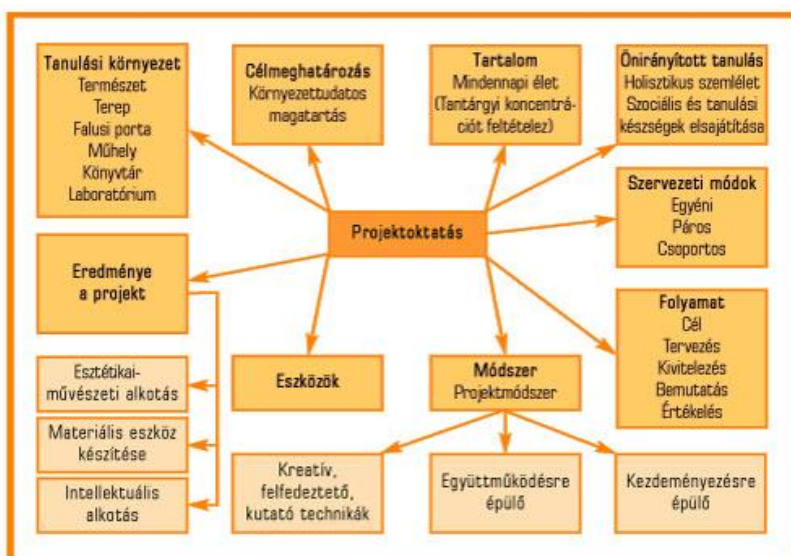 Tanulási környezet
Természet
Terep
Falusi porta
Műhely
Könyvtár
Laboratórium
Célmeghatározás
Környezettudatos
magatartás
Tartalom
Mindennapi élet
(Tantárgyi koncentrá-
ciót feltételez)
Önirányított tanulás
Holisztikus szemlélet
Szociális és tanulási
készségek elsajátítása
Projektoktatás
Szervezeti módok
Egyéni
Páros
Csoportos
Eredménye
a projekt
Eszközök
Módszer
Projektmódszer
Folyamat
Cél
Tervezés
Kivitelezés
Bemutatás
Értékelés
Esztétikai-
művészeti alkotás
Materiális eszköz
készítése
Intellektuális
alkotás
Kreatív,
felfedeztető,
kutató technikák
Együttműködésre
épülő
Kezdeményezésre
épülő